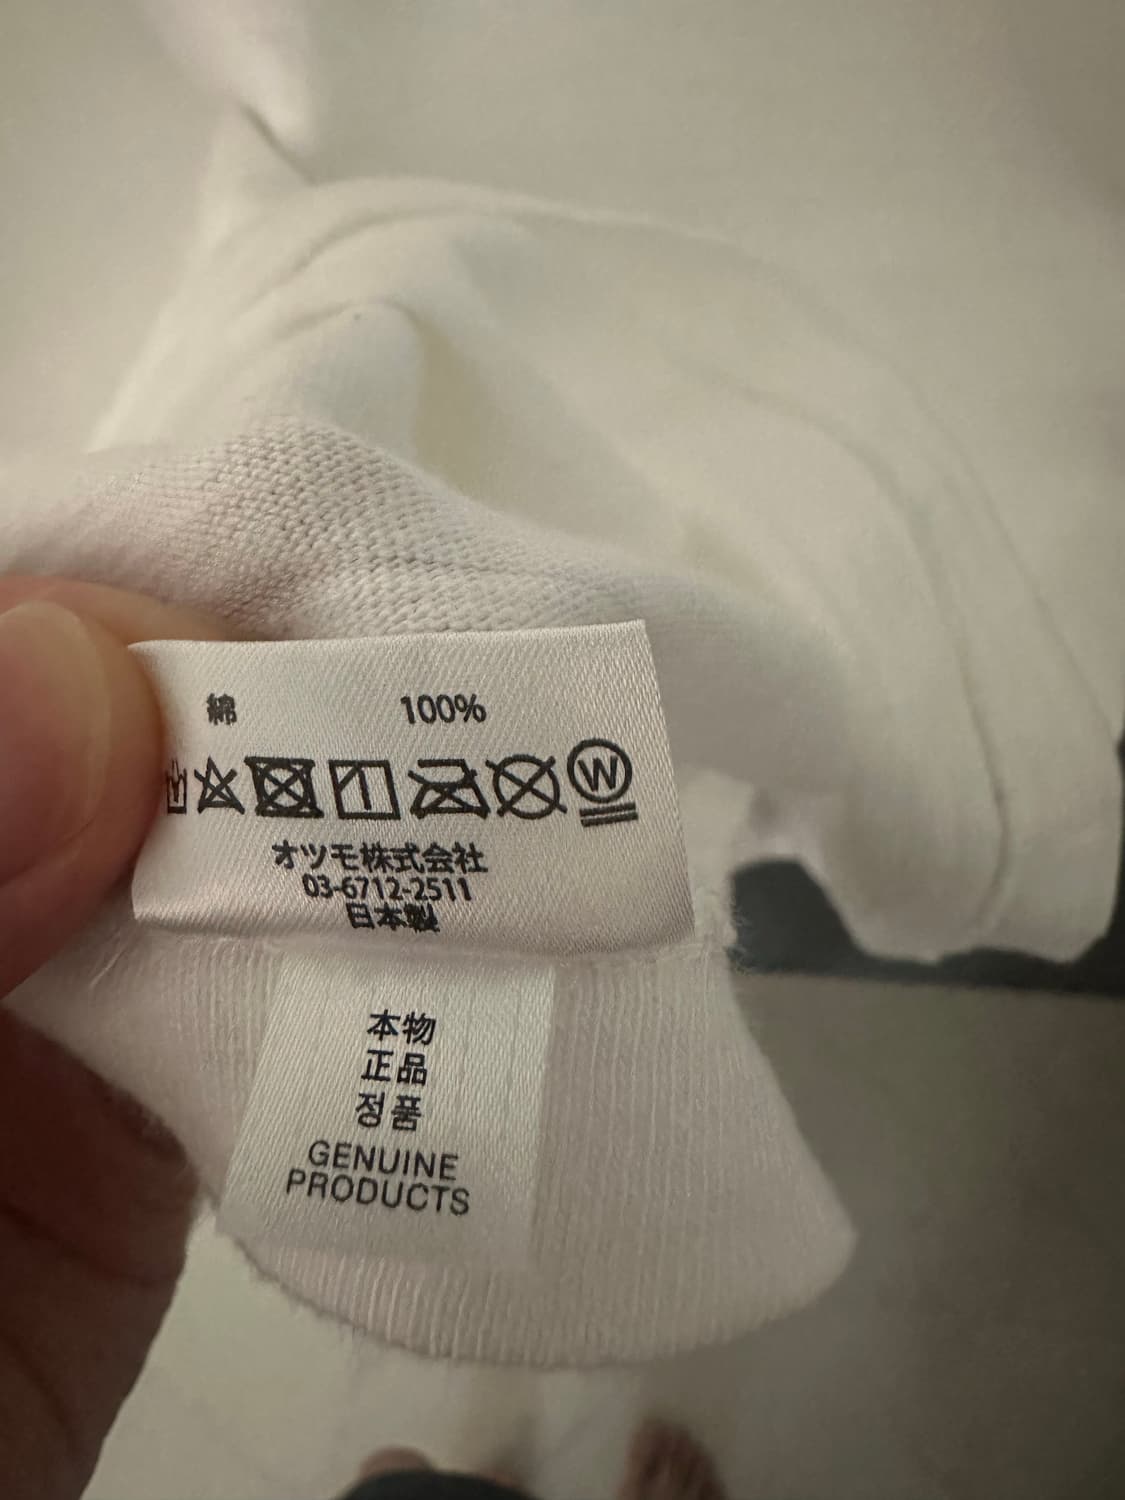 綿 100%
W
オツモ株式会社
03-6712-2511
日本製
本物
正品
정품
GENUINE
PRODUCTS